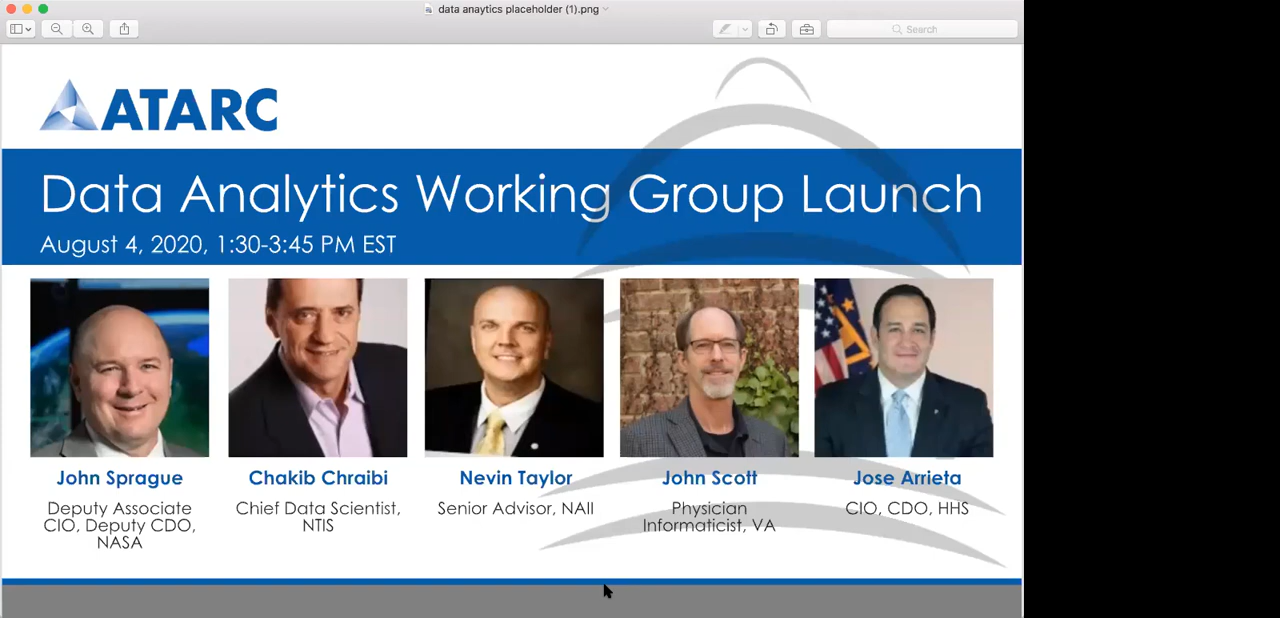 data anaytics placeholder (1).png
Search
ATARC
Data Analytics Working Group Launch
August 4, 2020, 1:30-3:45 PM EST
John Sprague
Deputy Associate
CIO, Deputy CDO,
NASA
Chakib Chraibi
Chief Data Scientist,
NTIS
Nevin Taylor
Senior Advisor, NAII
John Scott
Physician
Informaticist, VA
Jose Arrieta
CIO, CDO, HHS